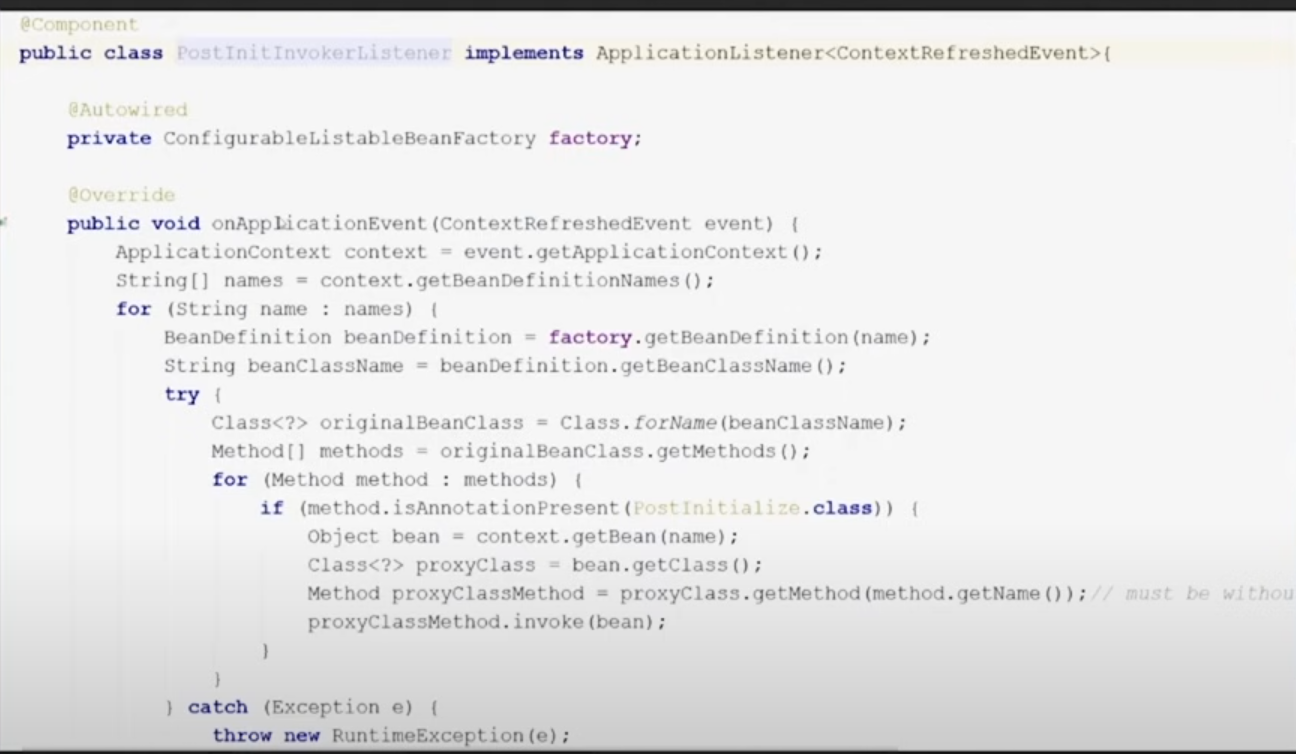 @Component
public class PostInitInvokerListener implements ApplicationListener<ContextRefreshedEvent>{
@Autowired
private ConfigurableListableBeanFactory factory;
@Override
public void onApplicationEvent(ContextRefreshedEvent event) {
ApplicationContext context = event.getApplicationContext();
String[] names = context.getBeanDefinitionNames();
for (String name : names) {
BeanDefinition beanDefinition = factory.getBeanDefinition(name);
String beanClassName = beanDefinition.getBeanClassName();
try {
Class<?> originalBeanClass = Class.forName(beanClassName);
Method[] methods = originalBeanClass.getMethods();
for (Method method : methods) {
if (method.isAnnotationPresent(PostInitialize.class)) {
Object bean = context.getBean(name);
Class<?> proxyClass = bean.getClass();
Method proxyClassMethod = proxyClass.getMethod(method.getName());// must be
proxyClassMethod.invoke(bean);
}
}
} catch (Exception e) {
throw new RuntimeException(e);